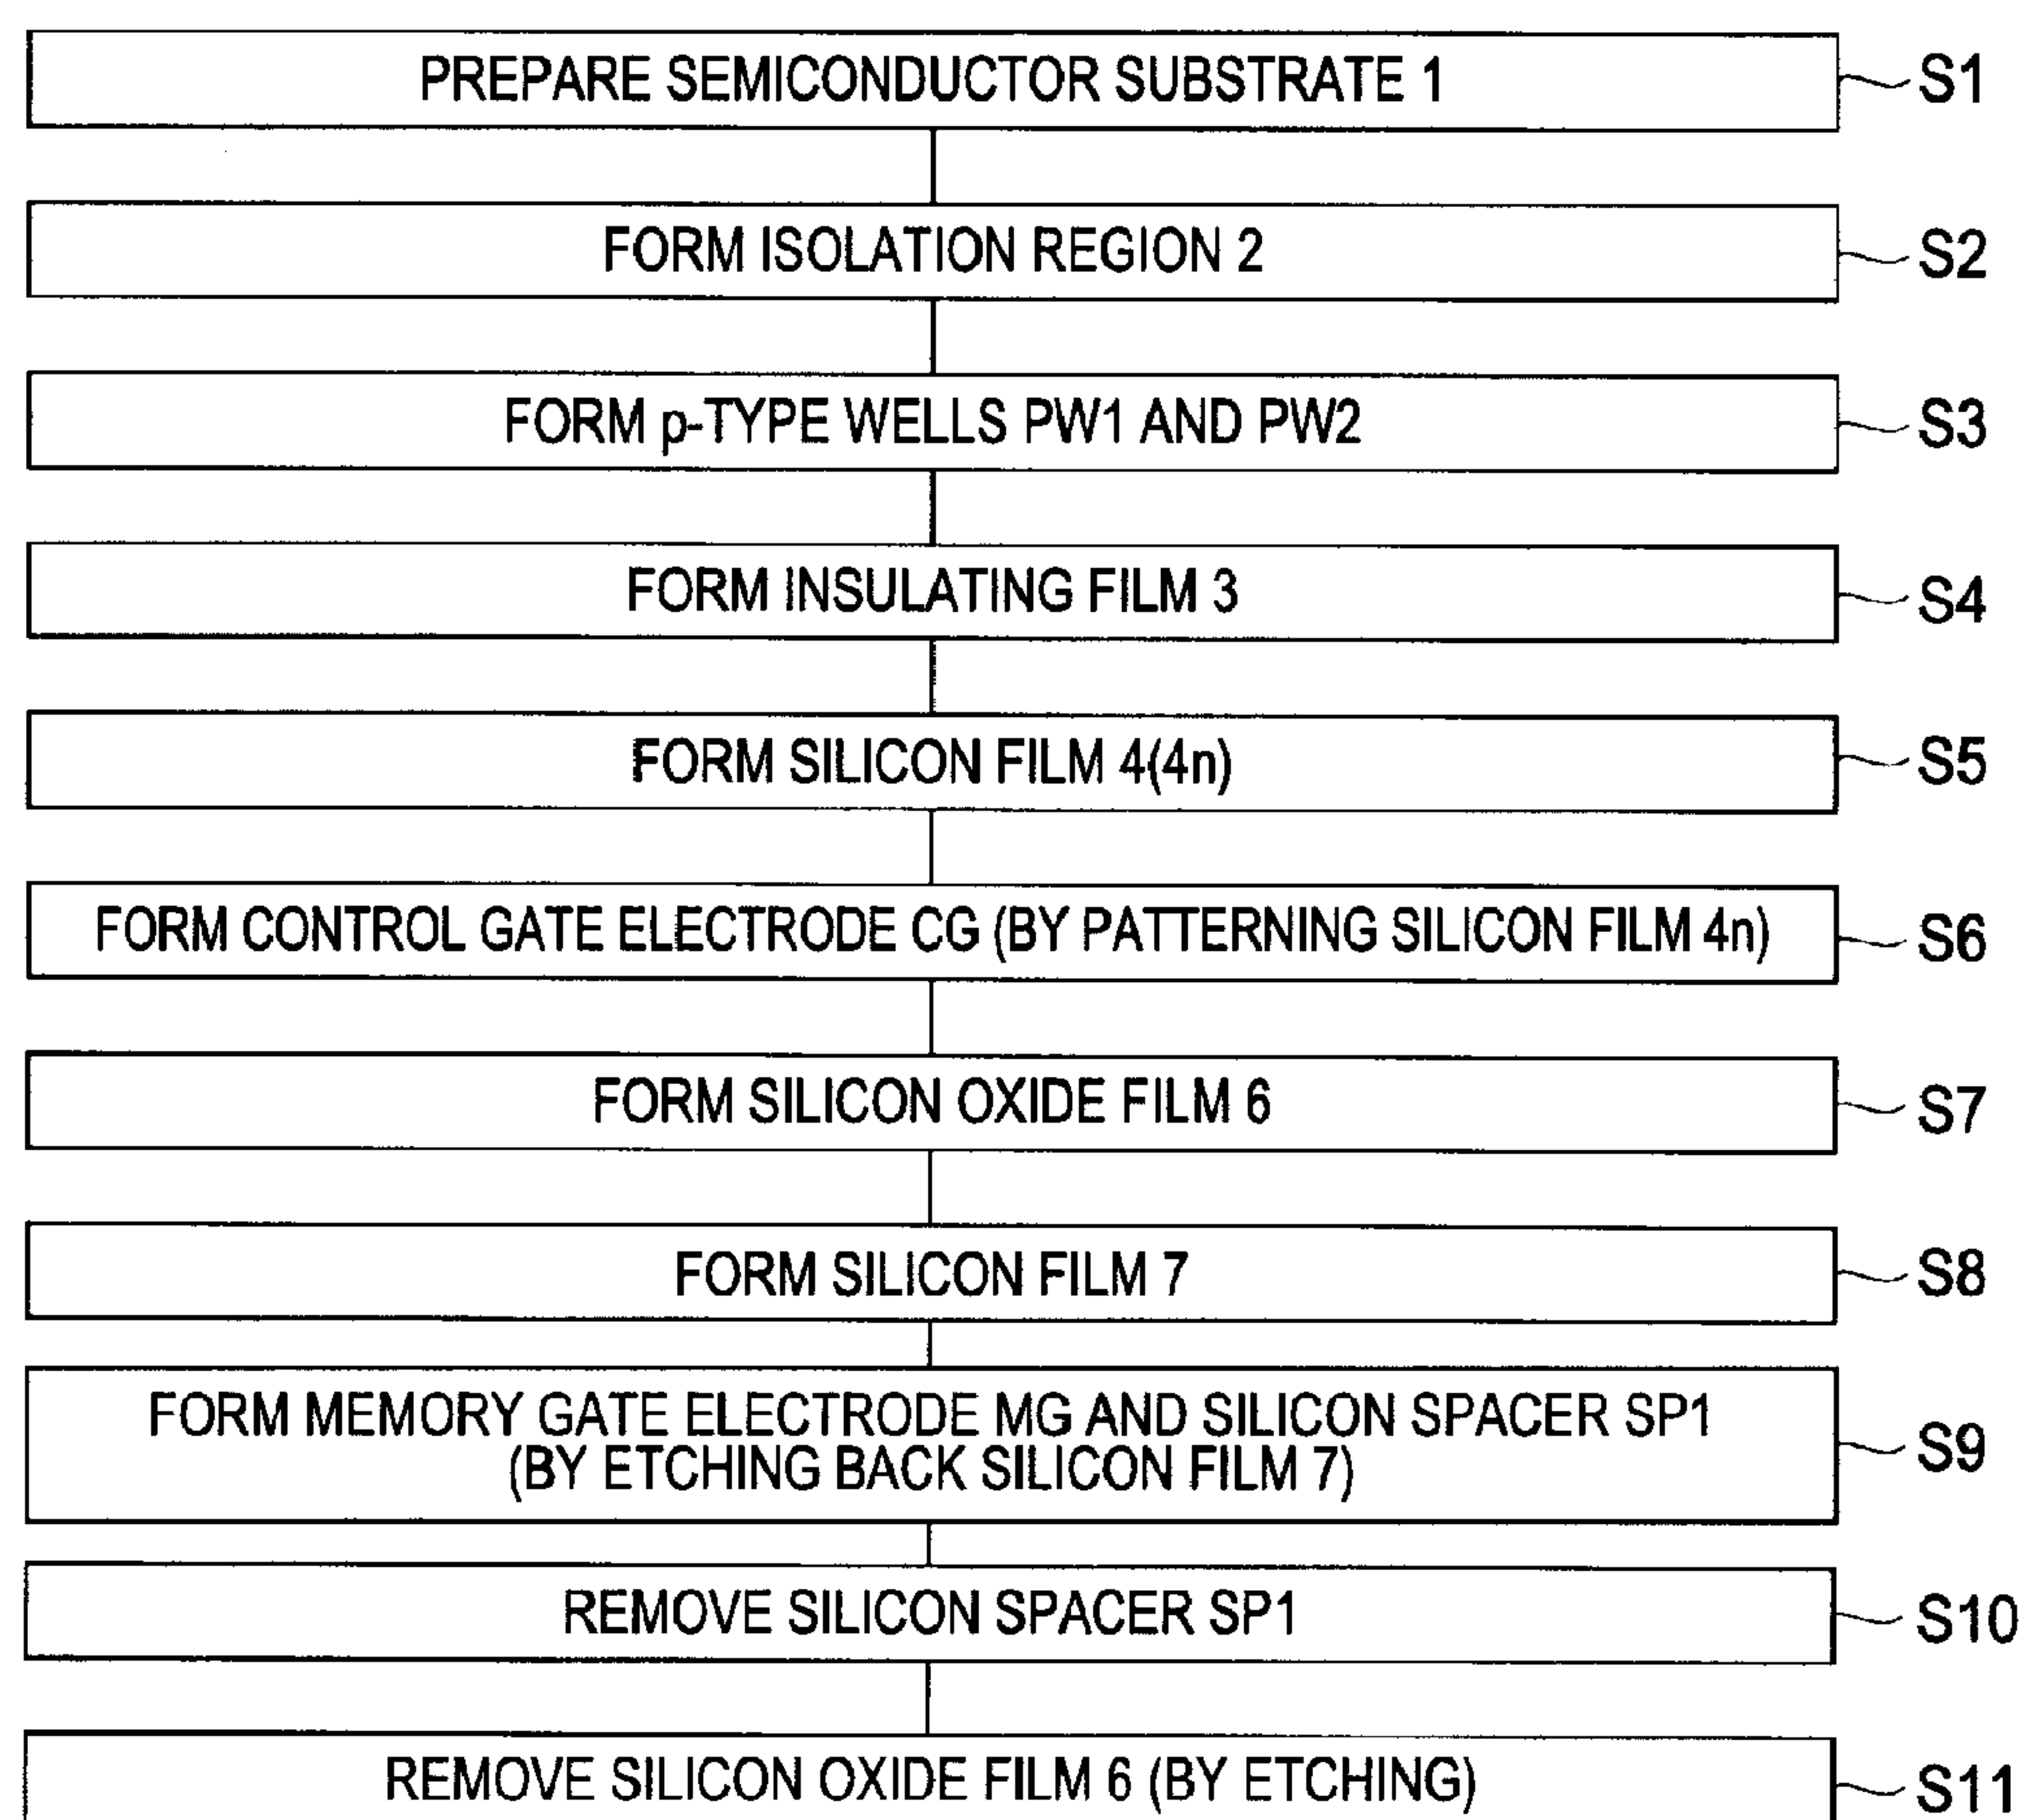 PREPARE SEMICONDUCTOR SUBSTRATE 1 S1
FORM ISOLATION REGION 2 S2
FORM p-TYPE WELLS PW1 AND PW2 S3
FORM INSULATING FILM 3 S4
FORM SILICON FILM 4(4n) S5
FORM CONTROL GATE ELECTRODE CG (BY PATTERNING SILICON FILM 4n) S6
FORM SILICON OXIDE FILM 6 S7
FORM SILICON FILM 7 S8
FORM MEMORY GATE ELECTRODE MG AND SILICON SPACER SP1
(BY ETCHING BACK SILICON FILM 7) S9
REMOVE SILICON SPACER SP1 S10
REMOVE SILICON OXIDE FILM 6 (BY ETCHING) S11